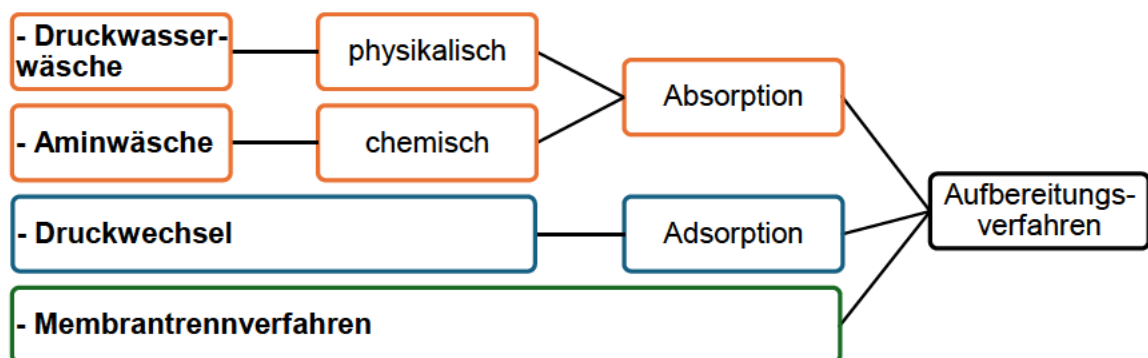 - Druckwasser-
wäsche
physikalisch
Absorption
- Aminwäsche
chemisch
Aufbereitungs-
verfahren
- Druckwechsel
Adsorption
- Membrantrennverfahren